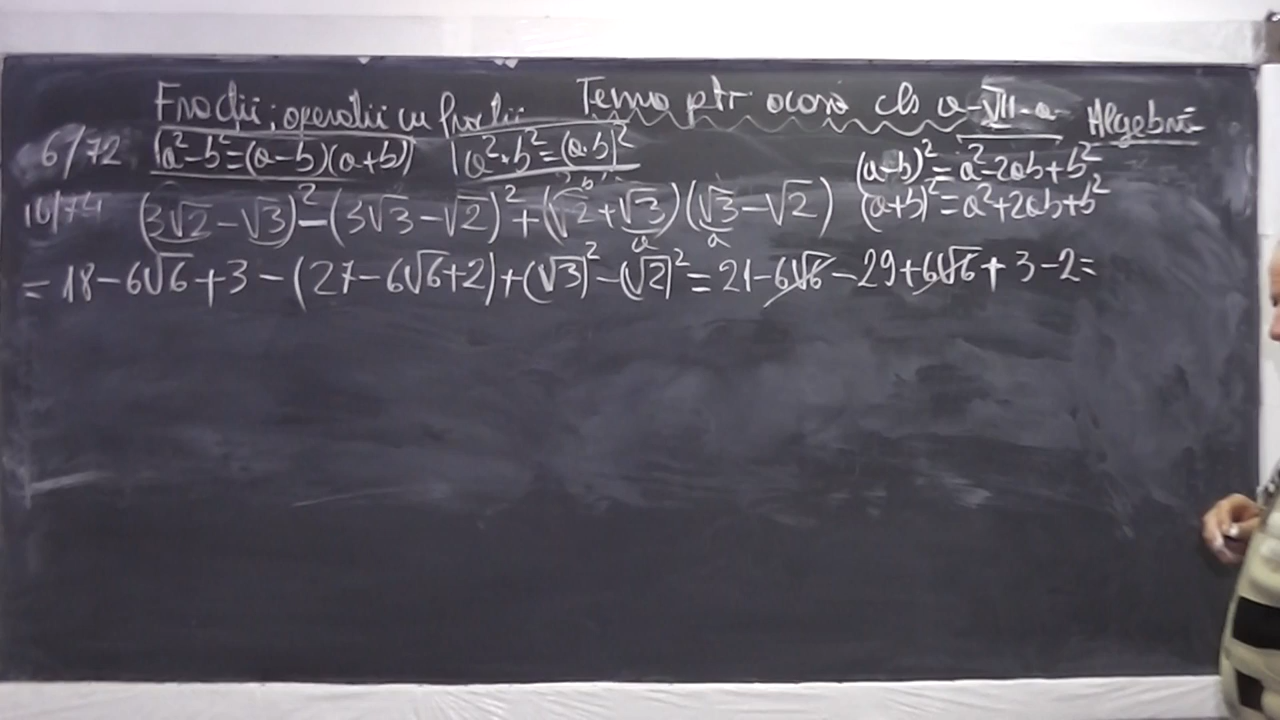 Fracții; operații cu fracții Temă ptr. acasă cls a-VII-a Algebră
6/72 a²-b²=(a-b)(a+b) a²·b²=(a·b)² (a-b)²=a²-2ab+b²
16/74 (3√2-√3)²-(3√3-√2)²+(√2+√3)(√3-√2) (a+b)²=a²+2ab+b²
b a a
=18-6√6+3-(27-6√6+2)+(√3)²-(√2)²=21-6√6-29+6√6+3-2=